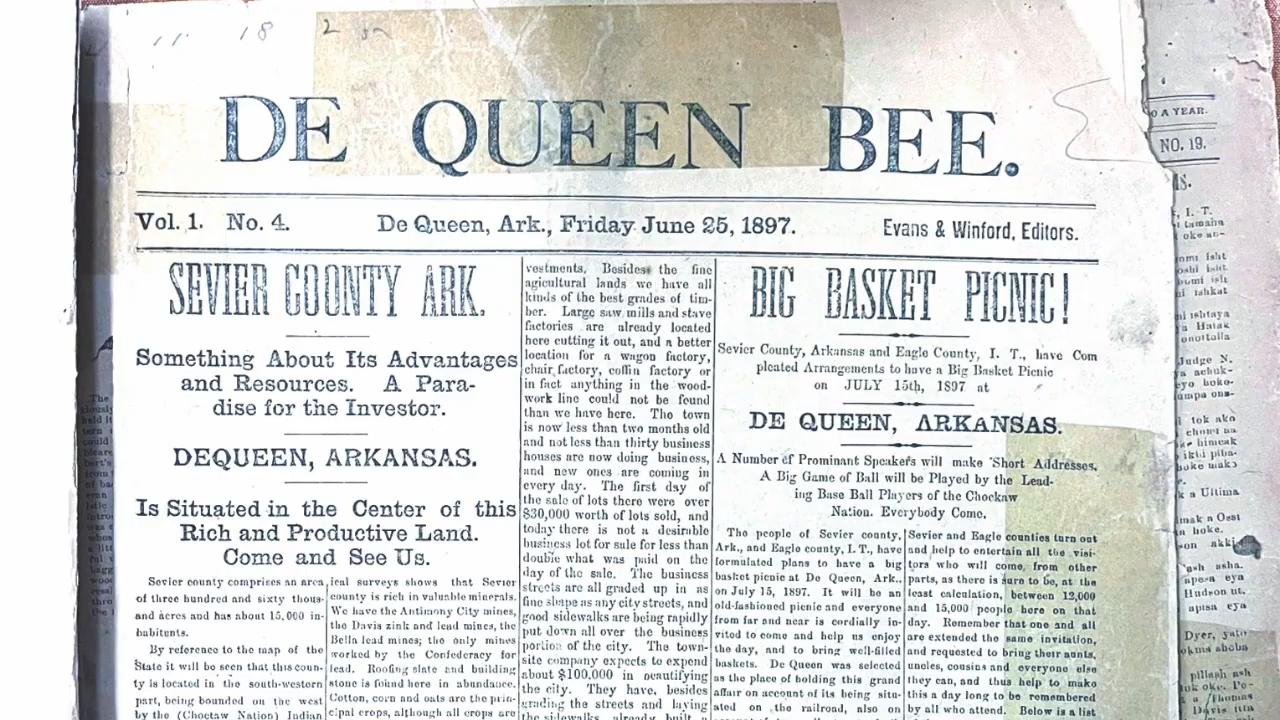 11 18 2
DE QUEEN BEE.
Vol. 1. No. 4. De Queen, Ark., Friday June 25, 1897. Evans & Winford, Editors.
SEVIER COUNTY ARK.
Something About Its Advantages
and Resources. A Para-
dise for the Investor.
DEQUEEN, ARKANSAS.
Is Situated in the Center of this
Rich and Productive Land.
Come and See Us.
Sevier county comprises an area
of three hundred and sixty thous-
and acres and has about 15,000 in-
habitants.
By reference to the map of the
State it will be seen that this coun-
ty is located in the south-western
part, being bounded on the west
by the (Choctaw Nation) Indian
ical surveys shows that Sevier
county is rich in valuable minerals.
We have the Antimony City mines,
the Davis zink and lead mines, the
Bella lead mines; the only mines
worked by the Confederacy for
lead. Roofing slate and building
stone is found here in abundance.
Cotton, corn and oats are the prin-
cipal crops, although all crops are
vestments. Besides the fine
agicultural lands we have all
kinds of the best grades of tim-
ber. Large saw mills and stave
factories are already located
here cutting it out, and a better
location for a wagon factory,
chair factory, coffin factory or
in fact anything in the wood-
work line could not be found
than we have here. The town
is now less than two months old
and not less than thirty business
houses are now doing business,
and new ones are coming in
every day. The first day of
the sale of lots there were over
$30,000 worth of lots sold, and
today there is not a desirable
business lot for sale for less than
double what was paid on the
day of the sale. The business
streets are all graded up in as
fine shape as any city streets, and
good sidewalks are being rapidly
put down all over the business
portion of the city. The town-
site company expects to expend
about $100.000 in beautifying
the city. They have, besides
grading the streets and laying
the sidewalks, already built a
BIG BASKET PICNIC!
Sevier County, Arkansas and Eagle County, I. T., have Com
pleated Arrangements to have a Big Basket Picnic
on JULY 15th, 1897 at
DE QUEEN, ARKANSAS.
A Number of Prominent Speakers will make Short Addresses.
A Big Game of Ball will be Played by the Lead-
ing Base Ball Players of the Chockaw
Nation. Everybody Come.
The people of Sevier county,
Ark., and Eagle county, I. T., have
formulated plans to have a big
basket picnic at De Queen, Ark.,
on July 15, 1897. It will be an
old-fashioned picnic and everyone
from far and near is cordially in-
vited to come and help us enjoy
the day, and to bring well-filled
baskets. De Queen was selected
as the place of holding this grand
affair on account of its being situ-
ated on the railroad, also on
Sevier and Eagle counties turn out
and help to entertain all the visi-
tors who will come, from other
parts, as there is sure to be, at the
least calculation, between 12,000
and 15,000 people here on that
day. Remember that one and all
are extended the same invitation,
and requested to bring their aunts,
uncles, cousins and everyone else
they can, and thus help to make
this a day long to be remembered
by all who attend. Below is a list
A YEAR.
NO. 19.
I. T.
Judge N.
tok ako
himeak
a Ultima
asha.
Hudson
apisa eya
Dyer,